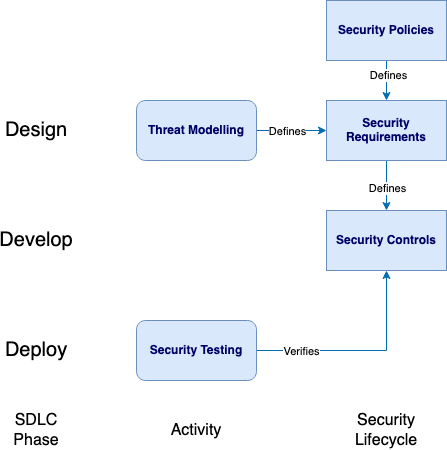 Security Policies
Defines
Design
Threat Modelling
Defines
Security
Requirements
Defines
Develop
Security Controls
Deploy
Security Testing
Verifies
SDLC
Phase
Activity
Security
Lifecycle